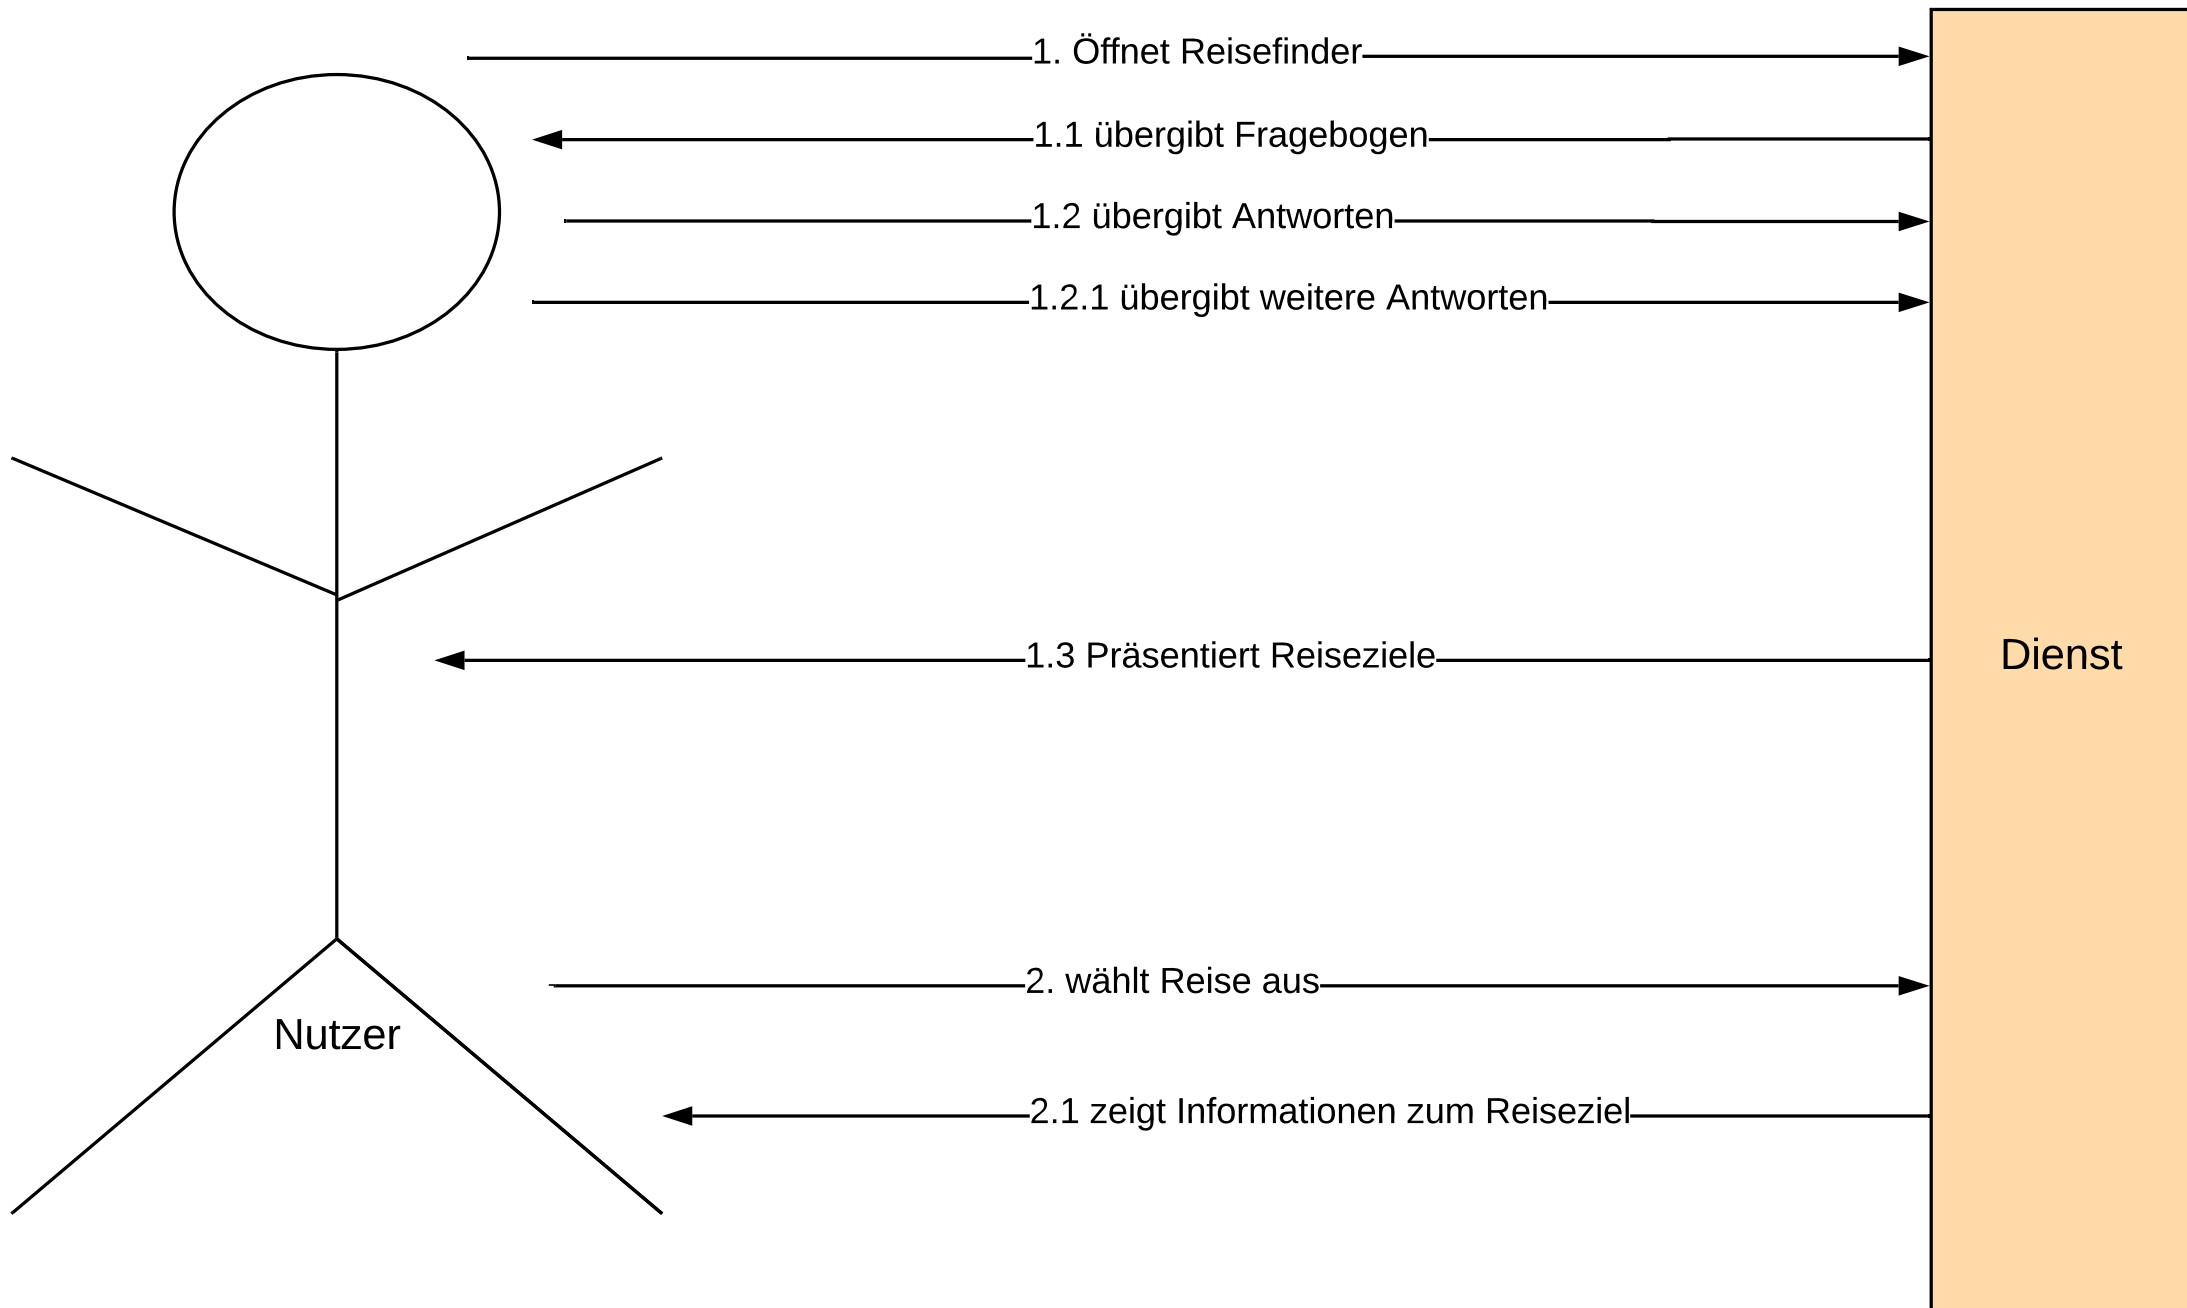 1. Öffnet Reisefinder
1.1 übergibt Fragebogen
1.2 übergibt Antworten
1.2.1 übergibt weitere Antworten
1.3 Präsentiert Reiseziele
Dienst
2. wählt Reise aus
Nutzer
2.1 zeigt Informationen zum Reiseziel